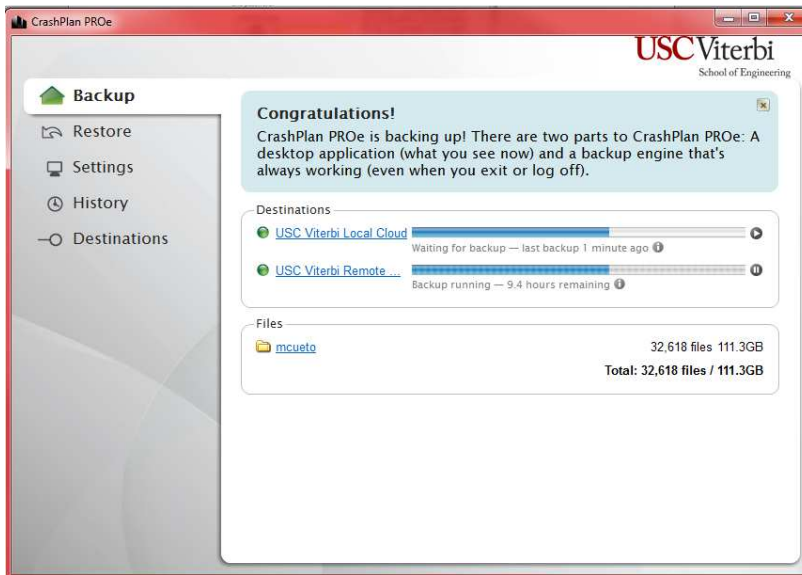 CrashPlan PROe
USC Viterbi
School of Engineering
Backup
Restore
Settings
History
Destinations
Congratulations!
CrashPlan PROe is backing up! There are two parts to CrashPlan PROe: A
desktop application (what you see now) and a backup engine that's
always working (even when you exit or log off).
Destinations
USC Viterbi Local Cloud
Waiting for backup — last backup 1 minute ago
USC Viterbi Remote ...
Backup running — 9.4 hours remaining
Files
mcueto 32,618 files 111.3GB
Total: 32,618 files / 111.3GB